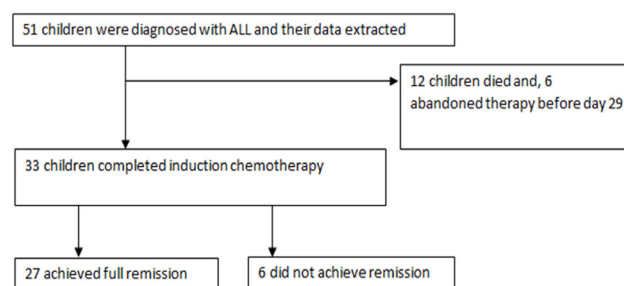 51 children were diagnosed with ALL and their data extracted
12 children died and, 6
abandoned therapy before day 29
33 children completed induction chemotherapy
27 achieved full remission
6 did not achieve remission